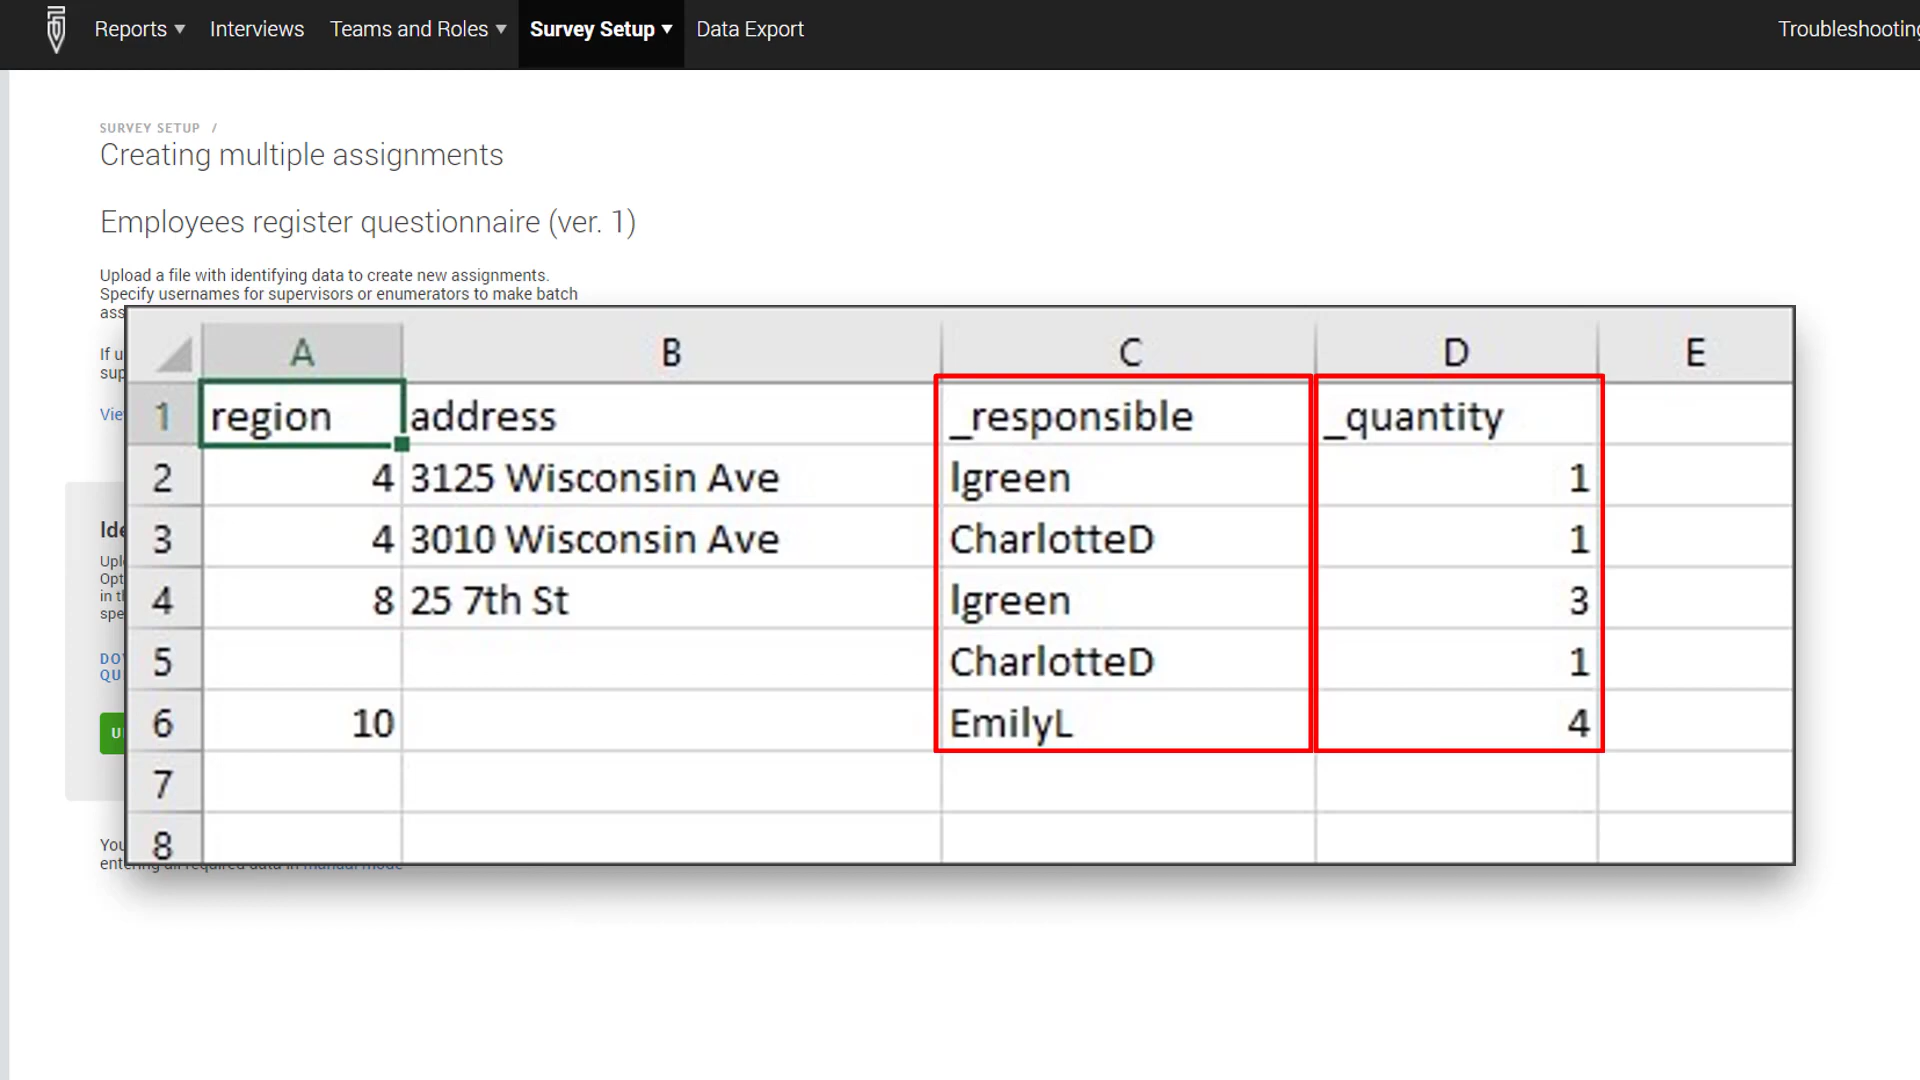 Reports Interviews Teams and Roles Survey Setup Data Export Troubleshooting
SURVEY SETUP /
Creating multiple assignments
Employees register questionnaire (ver. 1)
Upload a file with identifying data to create new assignments.
Specify usernames for supervisors or enumerators to make batch
A B C D E
1 region address _responsible _quantity
2 4 3125 Wisconsin Ave lgreen 1
3 4 3010 Wisconsin Ave CharlotteD 1
4 8 25 7th St lgreen 3
5 CharlotteD 1
6 10 EmilyL 4
7
8